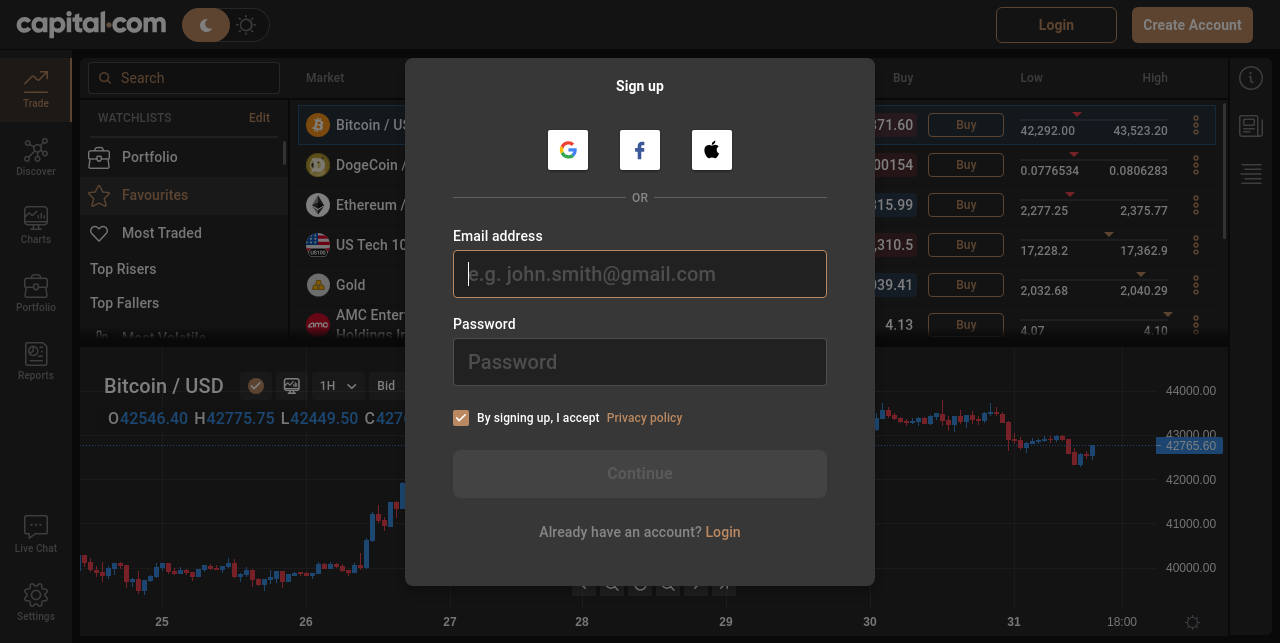 capital.com
Login
Create Account
Trade
Discover
Charts
Portfolio
Reports
Live Chat
Settings
Search
WATCHLISTS
Edit
Portfolio
Favourites
Most Traded
Top Risers
Top Fallers
Most Volatile
Market
Buy
Low
High
Bitcoin / US
371.60
Buy
42,292.00
43,523.20
DogeCoin /
00154
Buy
0.0776534
0.0806283
Ethereum /
315.99
Buy
2,277.25
2,375.77
US100
US Tech 10
,310.5
Buy
17,228.2
17,362.9
Gold
039.41
Buy
2,032.68
2,040.29
amc
AMC Enter
Holdings In
4.13
Buy
4.07
4.10
Sign up
OR
Email address
e.g. john.smith@gmail.com
Password
Password
By signing up, I accept Privacy policy
Continue
Already have an account? Login
Bitcoin / USD
1H
Bid
O42546.40 H42775.75 L42449.50 C427
44000.00
43000.00
42765.60
42000.00
41000.00
40000.00
25
26
27
28
29
30
31
18:00